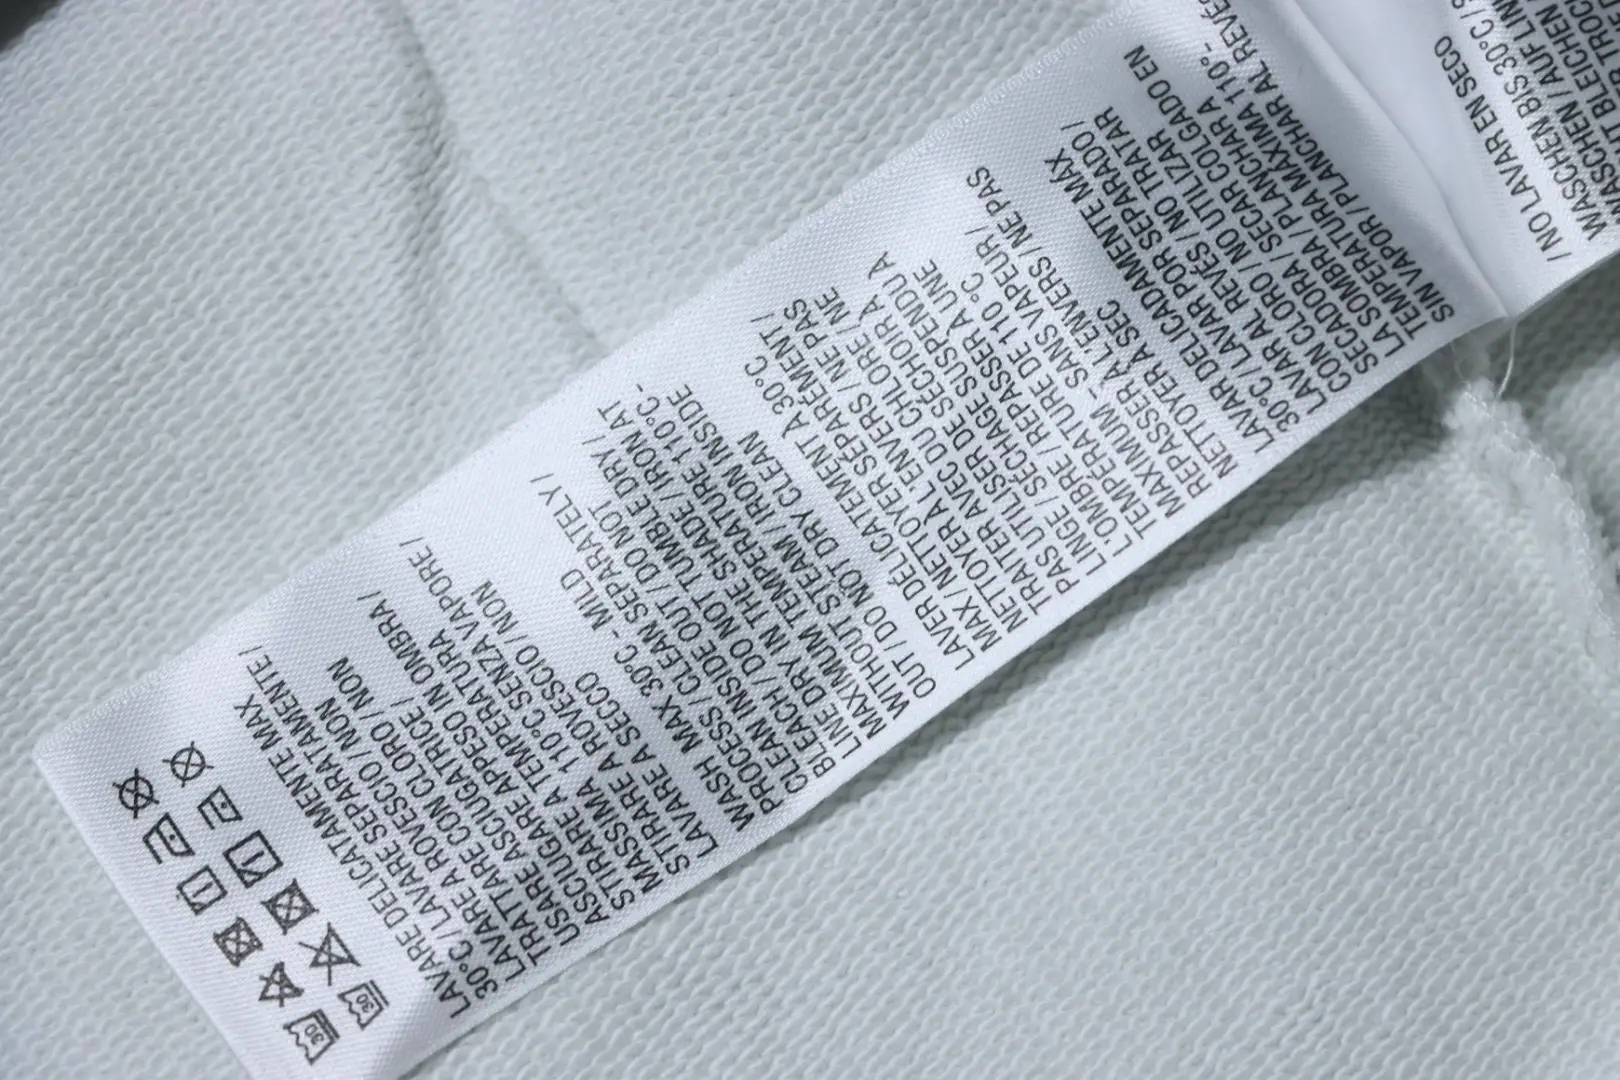 30
30
LAVARE DELICATAMENTE MAX
30°C / LAVARE SEPARATAMENTE /
LAVARE A ROVESCIO / NON
TRATTARE CON CLORO / NON
USARE ASCIUGATRICE /
ASCIUGARE APPESO IN OMBRA /
STIRARE A TEMPERATURA
MASSIMA 110°C SENZA VAPORE /
STIRARE A ROVESCIO / NON
LAVARE A SECCO
WASH MAX 30°C - MILD
PROCESS / CLEAN SEPARATELY /
CLEAN INSIDE OUT / DO NOT
BLEACH / DO NOT TUMBLE DRY /
LINE DRY IN THE SHADE / IRON AT
MAXIMUM TEMPERATURE 110°C -
WITHOUT STEAM / IRON INSIDE
OUT / DO NOT DRY CLEAN
LAVER DÉLICATEMENT À 30°C
MAX / NETTOYER SÉPARÉMENT /
NETTOYER À L'ENVERS / NE PAS
TRAITER AVEC DU CHLORE / NE
PAS UTILISER DE SÉCHOIR À
LINGE / SÉCHAGE SUSPENDU À
L'OMBRE / REPASSER À UNE
TEMPÉRATURE DE 110 °C
MAXIMUM - SANS VAPEUR /
REPASSER À L'ENVERS / NE PAS
NETTOYER À SEC
LAVAR DELICADAMENTE MÁX
30°C / LAVAR POR SEPARADO /
LAVAR AL REVÉS / NO TRATAR
CON CLORO / NO UTILIZAR
SECADORA / SECAR COLGADO EN
LA SOMBRA / PLANCHAR A
TEMPERATURA MÁXIMA 110°-
SIN VAPOR / PLANCHAR AL REVÉS
/ NO LAVAR EN SECO
WASCHEN BIS 30°C /
WASCHEN / AUF
BLEICHEN /